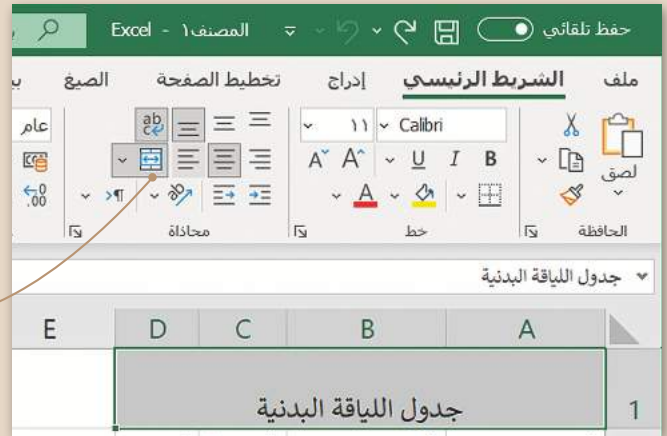 حفظ تلقائي المصنف١ - Excel
ملف الشريط الرئيسي إدراج تخطيط الصفحة الصيغ
لصق Calibri ١١ ab عام
B I U A A
A
الحافظة خط محاذاة
جدول اللياقة البدنية
A B C D E
1 جدول اللياقة البدنية